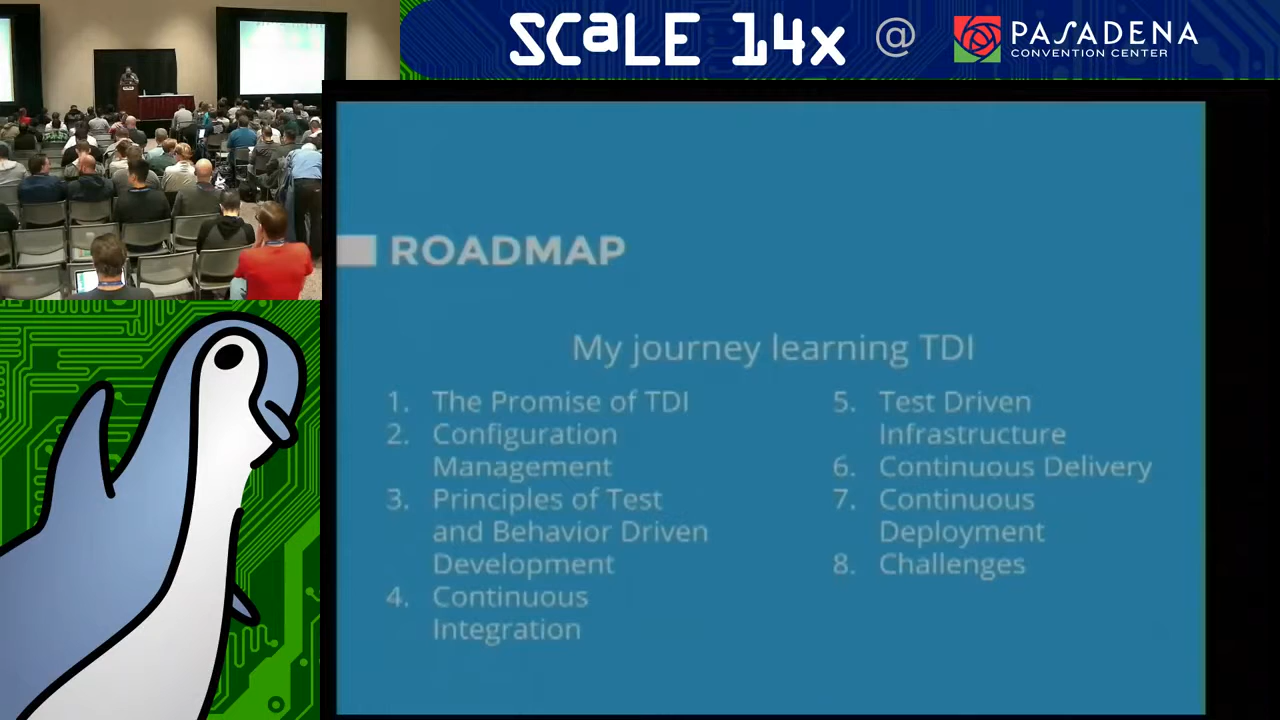 SCaLE 14x @ PASADENA
CONVENTION CENTER
ROADMAP
My journey learning TDI
1. The Promise of TDI
2. Configuration
Management
3. Principles of Test
and Behavior Driven
Development
4. Continuous
Integration
5. Test Driven
Infrastructure
6. Continuous Delivery
7. Continuous
Deployment
8. Challenges